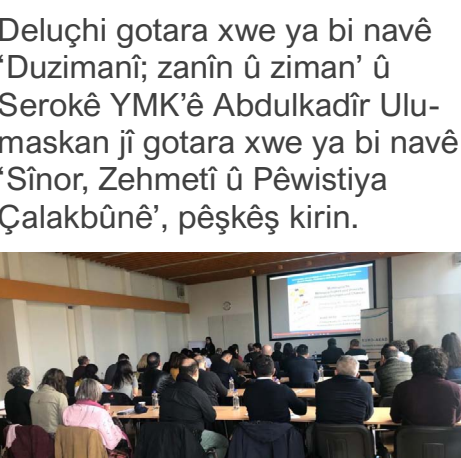 Deluçhi gotara xwe ya bi navê
‘Duzimanî; zanîn û ziman’ û
Serokê YMK’ê Abdulkadîr Ulu-
maskan jî gotara xwe ya bi navê
‘Sînor, Zehmetî û Pêwistiya
Çalakbûnê’, pêşkêş kirin.